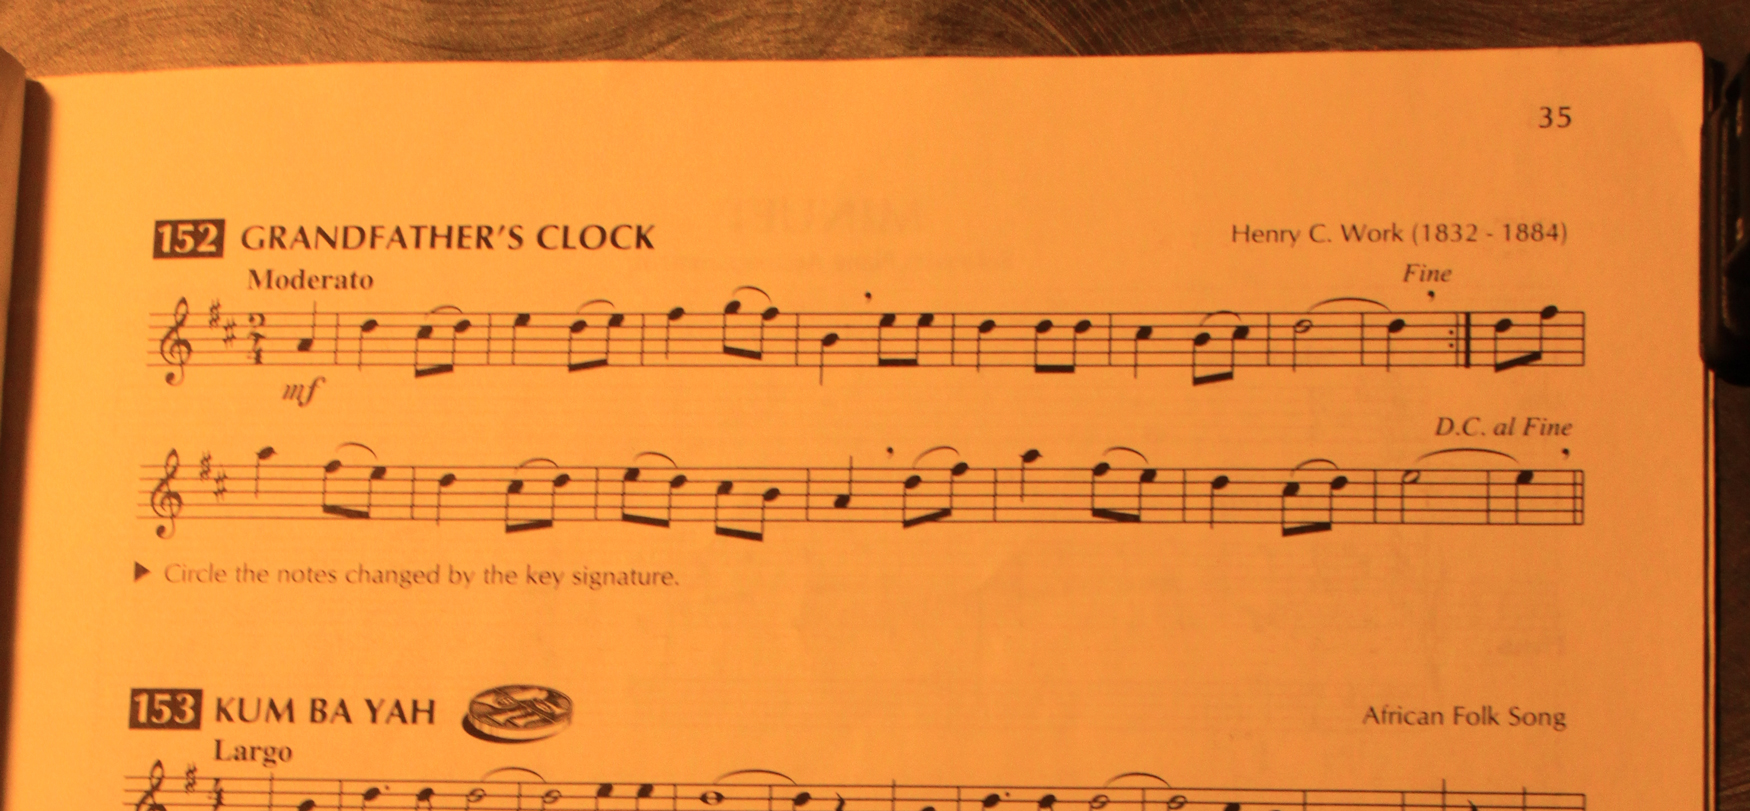 35
152 GRANDFATHER'S CLOCK Henry C. Work (1832 - 1884)
Moderato Fine
2
4
mf
D.C. al Fine
▶ Circle the notes changed by the key signature.
153 KUM BA YAH African Folk Song
Largo